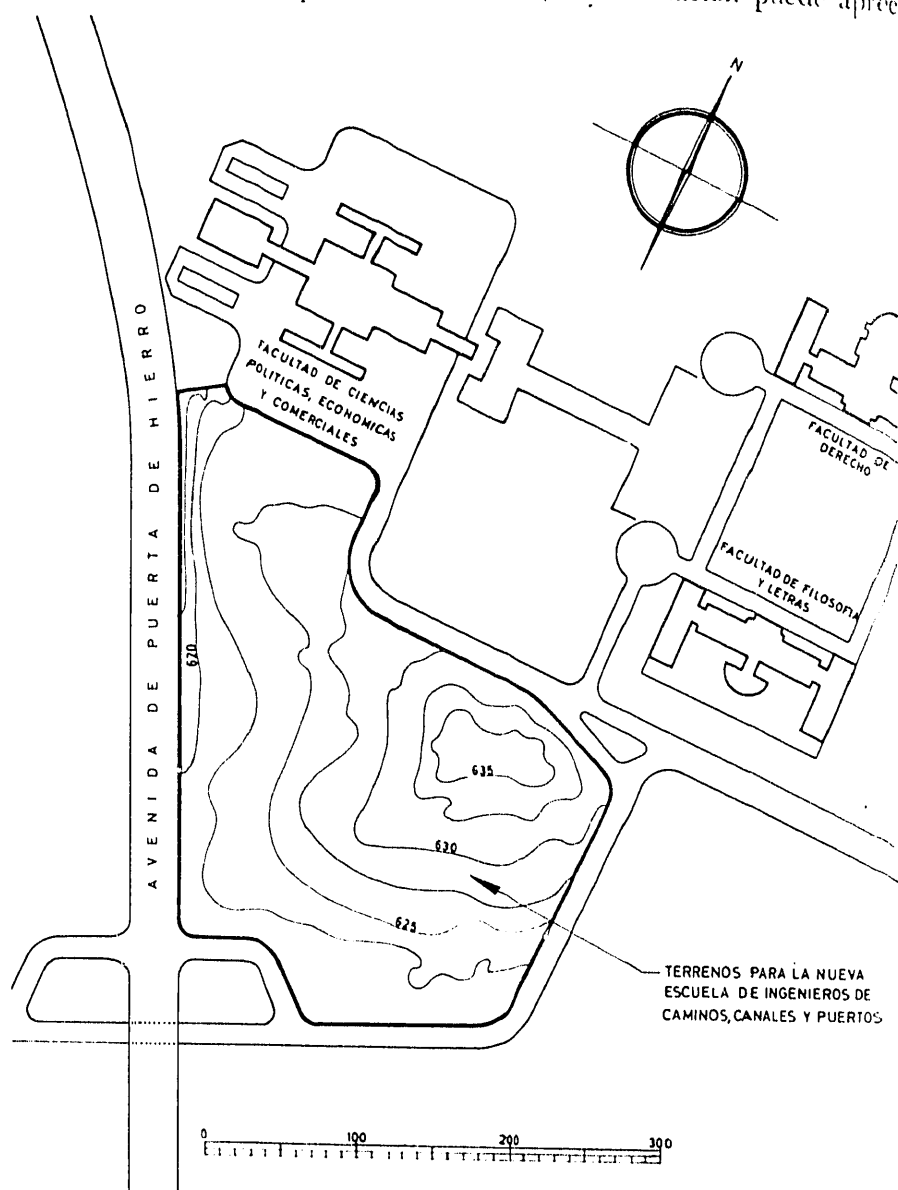 puede
N
FACULTAD DE CIENCIAS
POLITICAS, ECONOMICAS
Y COMERCIALES
FACULTAD DE
DERECHO
FACULTAD DE FILOSOFIA
Y LETRAS
AVENIDA DE PUERTA DE HIERRO
620
635
630
625
TERRENOS PARA LA NUEVA
ESCUELA DE INGENIEROS DE
CAMINOS, CANALES Y PUERTOS
0 100 200 300